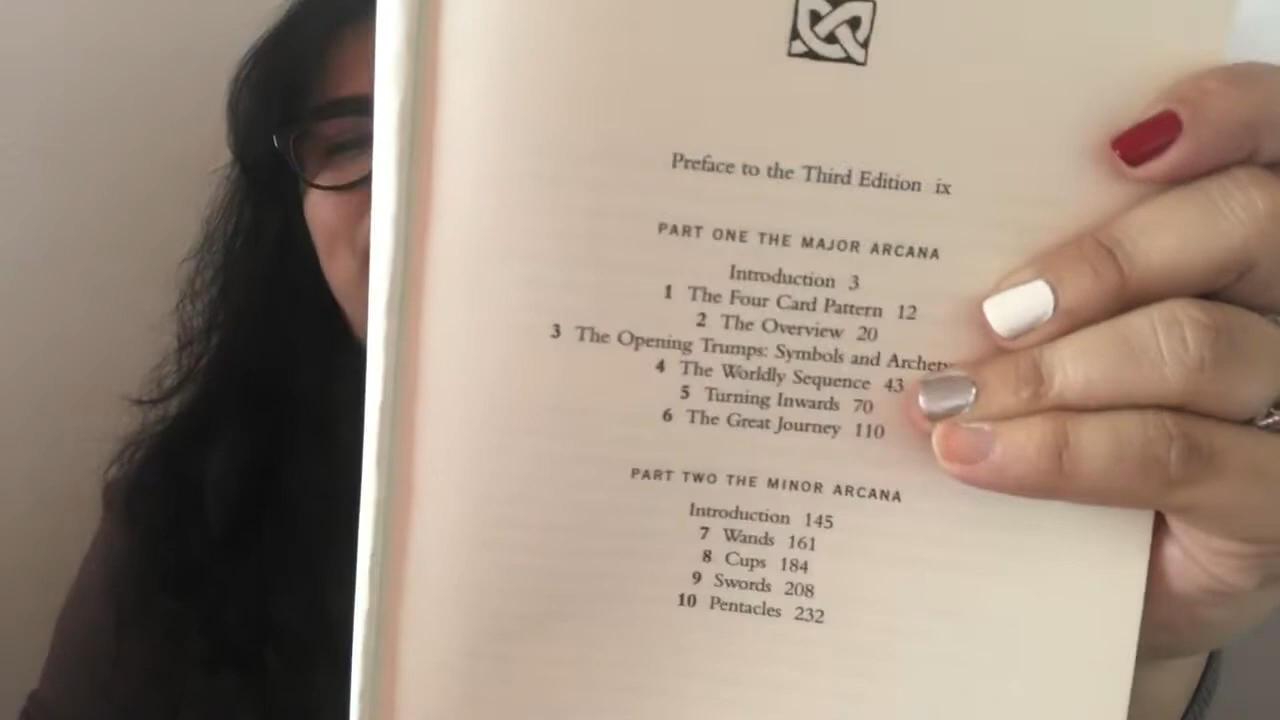 Preface to the Third Edition ix
PART ONE THE MAJOR ARCANA
Introduction 3
1 The Four Card Pattern 12
2 The Overview 20
3 The Opening Trumps: Symbols and
4 The Worldly Sequence 43
5 Turning Inwards 70
6 The Great Journey 110
PART TWO THE MINOR ARCANA
Introduction 145
7 Wands 161
8 Cups 184
9 Swords 208
10 Pentacles 232